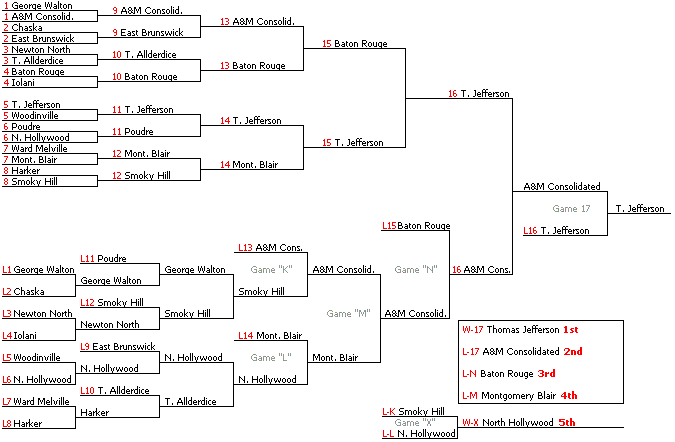 1 George Walton
1 A&M Consolid.
2 Chaska
2 East Brunswick
3 Newton North
3 T. Allderdice
4 Baton Rouge
4 Iolani
5 T. Jefferson
5 Woodinville
6 Poudre
6 N. Hollywood
7 Ward Melville
7 Mont. Blair
8 Harker
8 Smoky Hill
9 A&M Consolid.
9 East Brunswick
10 T. Allderdice
10 Baton Rouge
11 T. Jefferson
11 Poudre
12 Mont. Blair
12 Smoky Hill
13 A&M Consolid.
13 Baton Rouge
14 T. Jefferson
14 Mont. Blair
15 Baton Rouge
15 T. Jefferson
16 T. Jefferson
A&M Consolidated
Game 17
L16 T. Jefferson
T. Jefferson
L1 George Walton
L2 Chaska
L3 Newton North
L4 Iolani
L5 Woodinville
L6 N. Hollywood
L7 Ward Melville
L8 Harker
L11 Poudre
George Walton
L12 Smoky Hill
Newton North
L9 East Brunswick
N. Hollywood
L10 T. Allderdice
Harker
George Walton
Smoky Hill
N. Hollywood
T. Allderdice
L13 A&M Cons.
Game "K"
Smoky Hill
L14 Mont. Blair
Game "L"
N. Hollywood
A&M Consolid.
Game "M"
Mont. Blair
L15 Baton Rouge
Game "N"
A&M Consolid.
16 A&M Cons.
W-17 Thomas Jefferson 1st
L-17 A&M Consolidated 2nd
L-N Baton Rouge 3rd
L-M Montgomery Blair 4th
L-K Smoky Hill
Game "X"
L-L N. Hollywood
W-X North Hollywood 5th